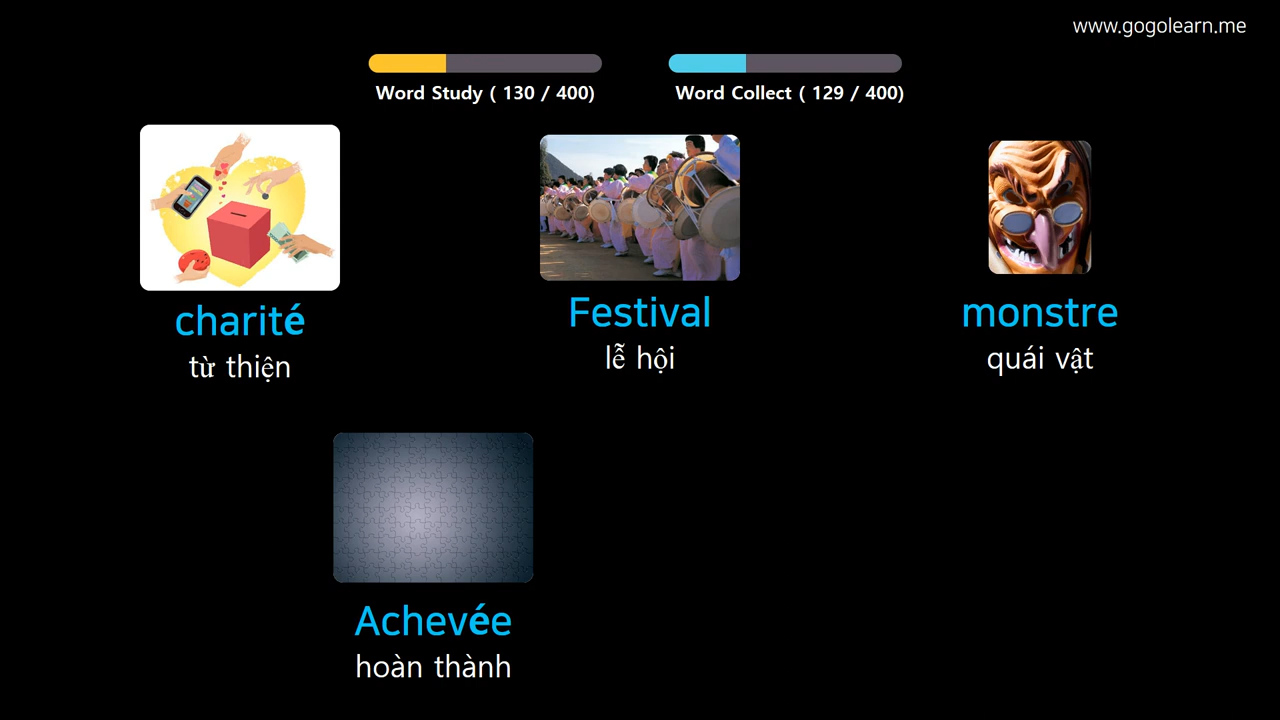 www.gogolearn.me
Word Study ( 130 / 400)
Word Collect ( 129 / 400)
charité
từ thiện
Festival
lễ hội
monstre
quái vật
Achevée
hoàn thành